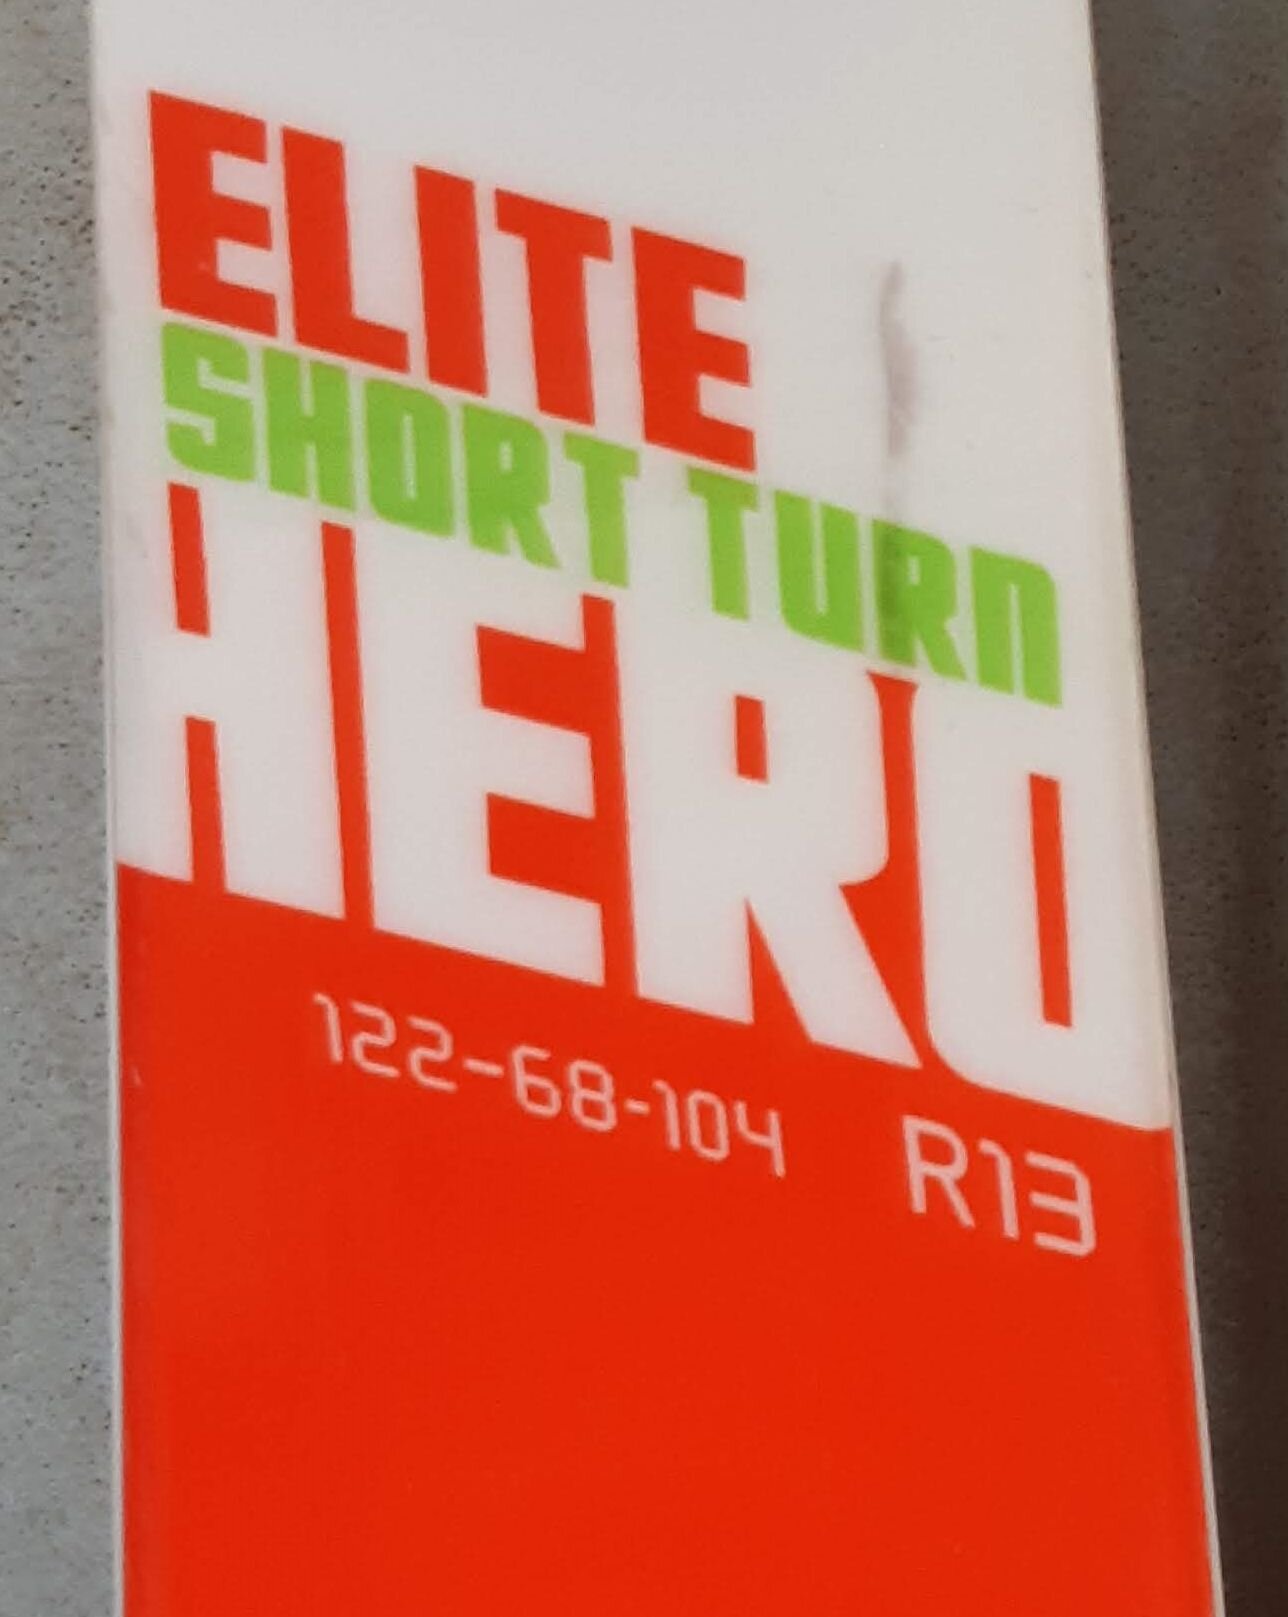 ELITE
SHORT TURN
HERO
122-68-104 R13